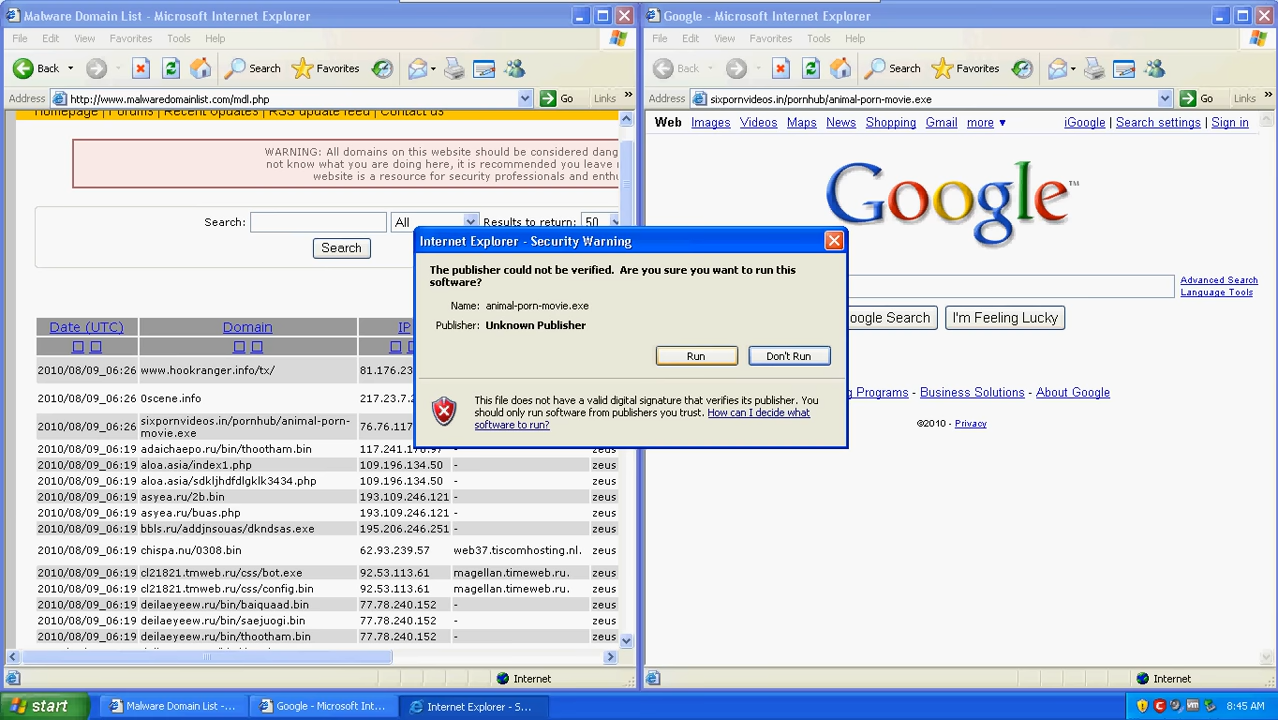 Malware Domain List - Microsoft Internet Explorer
File Edit View Favorites Tools Help
Back Search Favorites
Address http://www.malwaredomainlist.com/mdl.php Go Links »
Homepage | Forums | Recent Updates | RSS update feed | Contact us
WARNING: All domains on this website should be considered dang
not know what you are doing here, it is recommended you leave
website is a resource for security professionals and enthu
Search: All Results to return: 50
Search
Date (UTC) Domain IP
2010/08/09_06:26 www.hookranger.info/tx/ 81.176.23
2010/08/09_06:26 0scene.info 217.23.7.2
2010/08/09_06:26 sixpornvideos.in/pornhub/animal-porn- 76.76.117
movie.exe
2010/08/09_06:19 adaichaepo.ru/bin/thootham.bin 117.241.170.97 - zeus
2010/08/09_06:19 aloa.asia/index1.php 109.196.134.50 - zeus
2010/08/09_06:19 aloa.asia/sdkljhdfdlgklk3434.php 109.196.134.50 - zeus
2010/08/09_06:19 asyea.ru/2b.bin 193.109.246.121 - zeus
2010/08/09_06:19 asyea.ru/buas.php 193.109.246.121 - zeus
2010/08/09_06:19 bbls.ru/addjnsouas/dkndsas.exe 195.206.246.251 - zeus
2010/08/09_06:19 chispa.nu/0308.bin 62.93.239.57 web37.tiscomhosting.nl. zeus
2010/08/09_06:19 cl21821.tmweb.ru/css/bot.exe 92.53.113.61 magellan.timeweb.ru. zeus
2010/08/09_06:19 cl21821.tmweb.ru/css/config.bin 92.53.113.61 magellan.timeweb.ru. zeus
2010/08/09_06:19 deilaeyeew.ru/bin/baiquaad.bin 77.78.240.152 - zeus
2010/08/09_06:19 deilaeyeew.ru/bin/saejuogi.bin 77.78.240.152 - zeus
2010/08/09_06:19 deilaeyeew.ru/bin/thootham.bin 77.78.240.152 - zeus
Internet
Google - Microsoft Internet Explorer
File Edit View Favorites Tools Help
Back Search Favorites
Address sixpornvideos.in/pornhub/animal-porn-movie.exe Go Links »
Web Images Videos Maps News Shopping Gmail more ▼ iGoogle | Search settings | Sign in
Google™
Advanced Search
Language Tools
oogle Search I'm Feeling Lucky
g Programs - Business Solutions - About Google
©2010 - Privacy
Internet
Internet Explorer - Security Warning
The publisher could not be verified. Are you sure you want to run this
software?
Name: animal-porn-movie.exe
Publisher: Unknown Publisher
Run Don't Run
This file does not have a valid digital signature that verifies its publisher. You
should only run software from publishers you trust. How can I decide what
software to run?
start Malware Domain List -... Google - Microsoft Int... Internet Explorer - S... 8:45 AM